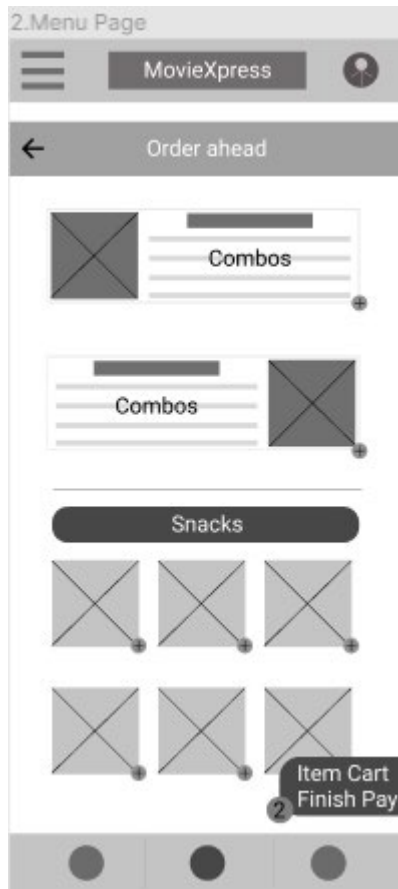 2.Menu Page
MovieXpress
Order ahead
Combos
Combos
Snacks
Item Cart
Finish Pay
2